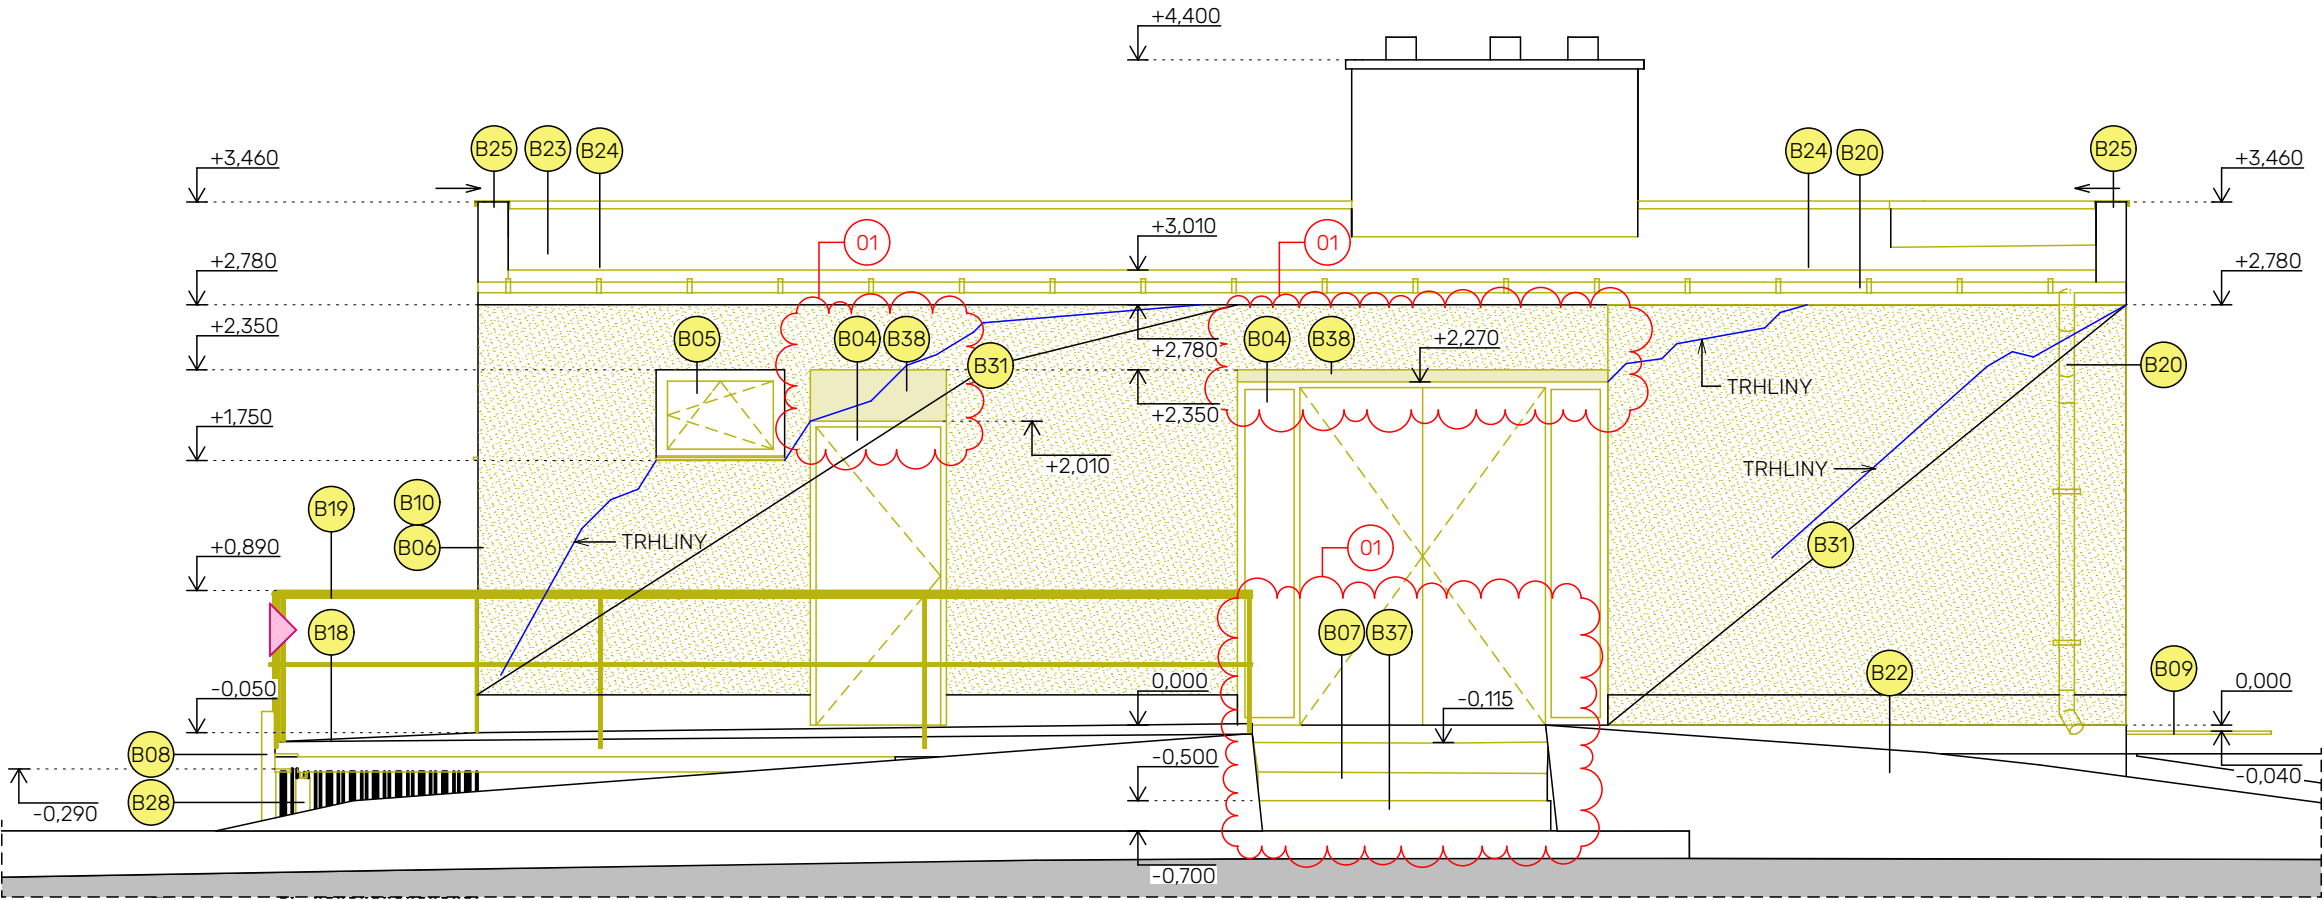 +4,400
B25 B23 B24
B24 B20
B25
+3,460
+3,460
01
01
+3,010
+2,780
+2,780
+2,350
B05
B04 B38
B31
+2,780
B04
B38
+2,270
TRHLINY
B20
+2,350
+1,750
+2,010
TRHLINY
B19
B10
B06
+0,890
TRHLINY
01
B31
B18
B07 B37
-0,050
0,000
-0,115
B22
B09
0,000
B08
-0,500
-0,040
B28
-0,290
-0,700